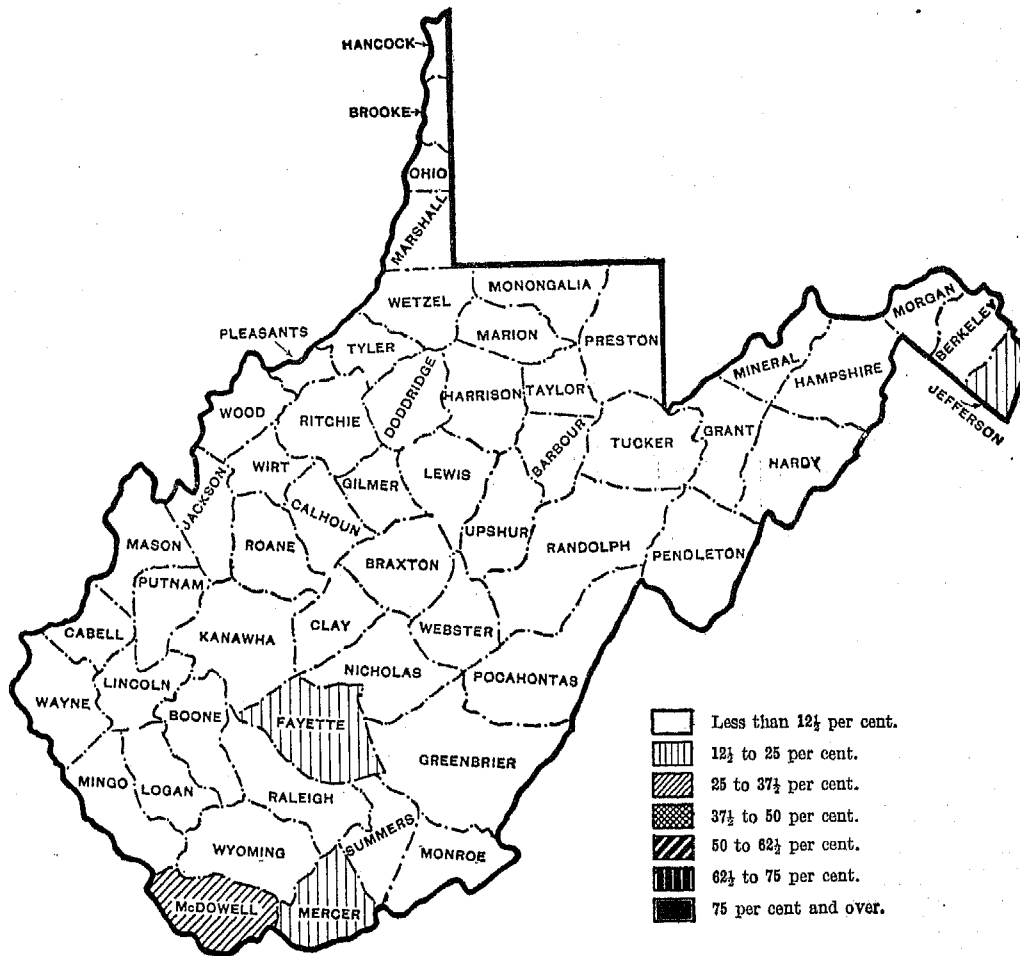 HANCOCK
BROOKE
OHIO
MARSHALL
WETZEL
MONONGALIA
PLEASANTS
TYLER
MARION
PRESTON
MORGAN
BERKELEY
MINERAL
HAMPSHIRE
JEFFERSON
WOOD
RITCHIE
DODDRIDGE
HARRISON
TAYLOR
BARBOUR
TUCKER
GRANT
HARDY
WIRT
GILMER
LEWIS
JACKSON
CALHOUN
UPSHUR
RANDOLPH
PENDLETON
MASON
ROANE
BRAXTON
PUTNAM
CABELL
KANAWHA
CLAY
WEBSTER
NICHOLAS
POCAHONTAS
WAYNE
LINCOLN
BOONE
FAYETTE
GREENBRIER
MINGO
LOGAN
RALEIGH
SUMMERS
WYOMING
MONROE
McDOWELL
MERCER
Less than 12½ per cent.
12½ to 25 per cent.
25 to 37½ per cent.
37½ to 50 per cent.
50 to 62½ per cent.
62½ to 75 per cent.
75 per cent and over.